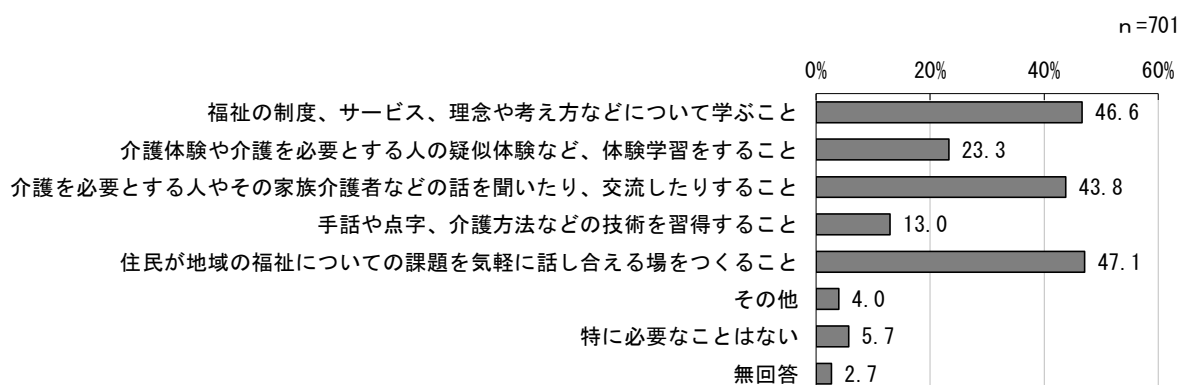 n=701
0% 20% 40% 60%
福祉の制度、サービス、理念や考え方などについて学ぶこと 46.6
介護体験や介護を必要とする人の疑似体験など、体験学習をすること 23.3
介護を必要とする人やその家族介護者などの話を聞いたり、交流したりすること 43.8
手話や点字、介護方法などの技術を習得すること 13.0
住民が地域の福祉についての課題を気軽に話し合える場をつくること 47.1
その他 4.0
特に必要なことはない 5.7
無回答 2.7